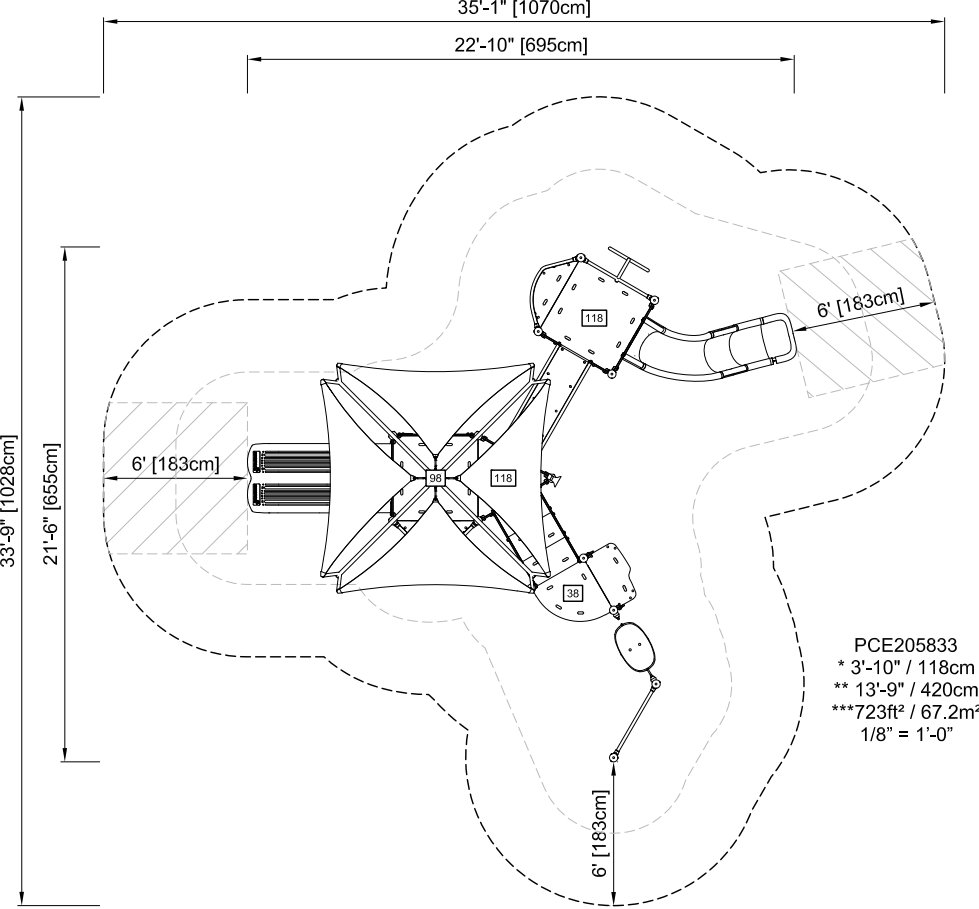 35'-1" [1070cm]
22'-10" [695cm]
118
6' [183cm]
33'-9" [1028cm]
21'-6" [655cm]
6' [183cm]
98
118
38
PCE205833
* 3'-10" / 118cm
** 13'-9" / 420cm
***723ft² / 67.2m²
1/8” = 1’-0”
6' [183cm]